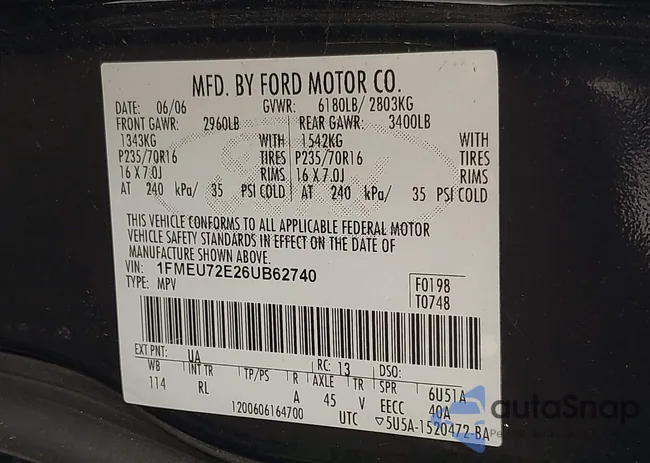 MFD. BY FORD MOTOR CO.
DATE: 06/06 GVWR: 6180LB/ 2803KG
FRONT GAWR: 2960LB REAR GAWR: 3400LB
1343KG WITH 1542KG WITH
P235/70R16 TIRES P235/70R16 TIRES
16 X 7.0J RIMS 16 X 7.0J RIMS
AT 240 kPa/ 35 PSI COLD AT 240 kPa/ 35 PSI COLD
THIS VEHICLE CONFORMS TO ALL APPLICABLE FEDERAL MOTOR
VEHICLE SAFETY STANDARDS IN EFFECT ON THE DATE OF
MANUFACTURE SHOWN ABOVE.
VIN: 1FMEU72E26UB62740
TYPE: MPV
F0198
T0748
EXT PNT: UA RC: 13 DSO:
WB INT TR TP/PS R AXLE TR SPR 6U51A
114 RL A 45 V EECC 40A
1200606164700 UTC ▽5U5A-1520472-BA
autoSnap